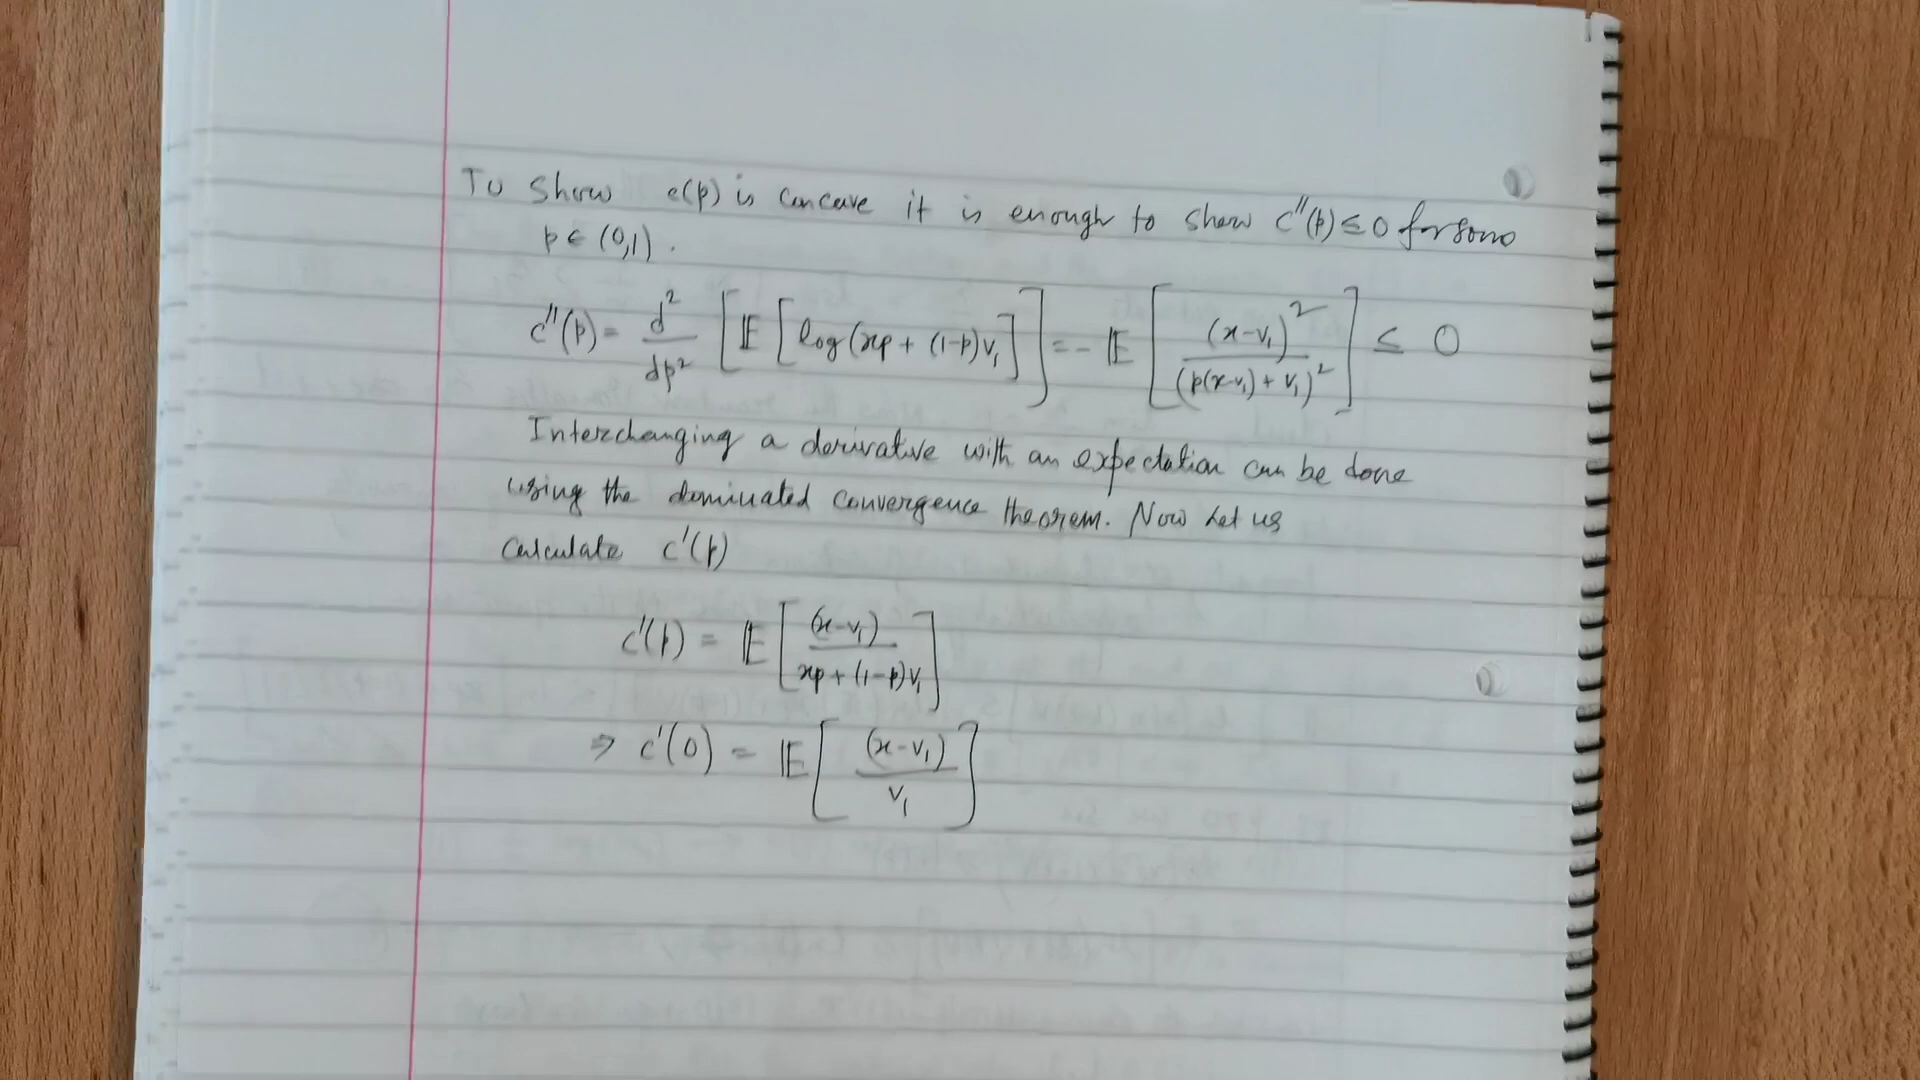 To show c(p) is concave it is enough to show c''(p) ≤ 0 for some
p ∈ (0,1).
c''(p) = d²/dp² [𝔼[log(xp + (1-p)v₁]] = - 𝔼[(x-v₁)²/(p(x-v₁) + v₁)²] ≤ 0
Interchanging a derivative with an expectation can be done
using the dominated convergence theorem. Now Let us
calculate c'(p)
c'(p) = 𝔼[(x-v₁)/(xp + (1-p)v₁)]
⇒ c'(0) = 𝔼[(x-v₁)/v₁]